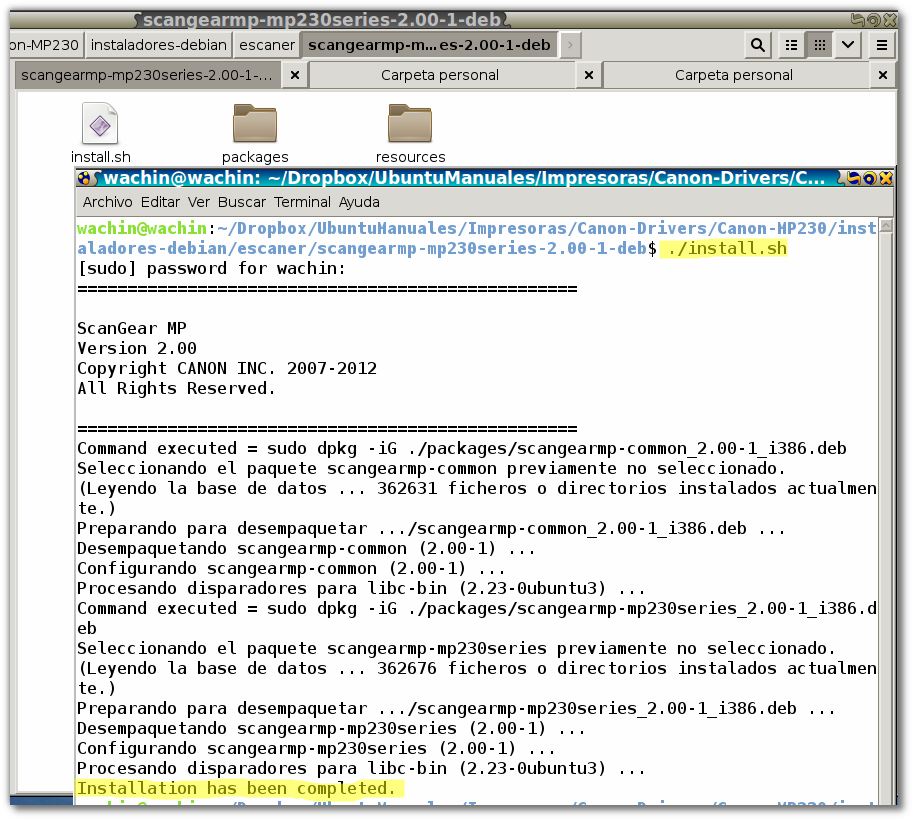 scangearmp-mp230series-2.00-1-deb
on-MP230 instaladores-debian escaner scangearmp-m...es-2.00-1-deb
scangearmp-mp230series-2.00-1-... Carpeta personal Carpeta personal
install.sh packages resources
wachin@wachin: ~/Dropbox/UbuntuManuales/Impresoras/Canon-Drivers/C...
Archivo Editar Ver Buscar Terminal Ayuda
wachin@wachin:~/Dropbox/UbuntuManuales/Impresoras/Canon-Drivers/Canon-MP230/inst
aladores-debian/escaner/scangearmp-mp230series-2.00-1-deb$ ./install.sh
[sudo] password for wachin:
==================================================
ScanGear MP
Version 2.00
Copyright CANON INC. 2007-2012
All Rights Reserved.
==================================================
Command executed = sudo dpkg -iG ./packages/scangearmp-common_2.00-1_i386.deb
Seleccionando el paquete scangearmp-common previamente no seleccionado.
(Leyendo la base de datos ... 362631 ficheros o directorios instalados actualmen
te.)
Preparando para desempaquetar .../scangearmp-common_2.00-1_i386.deb ...
Desempaquetando scangearmp-common (2.00-1) ...
Configurando scangearmp-common (2.00-1) ...
Procesando disparadores para libc-bin (2.23-0ubuntu3) ...
Command executed = sudo dpkg -iG ./packages/scangearmp-mp230series_2.00-1_i386.d
eb
Seleccionando el paquete scangearmp-mp230series previamente no seleccionado.
(Leyendo la base de datos ... 362676 ficheros o directorios instalados actualmen
te.)
Preparando para desempaquetar .../scangearmp-mp230series_2.00-1_i386.deb ...
Desempaquetando scangearmp-mp230series (2.00-1) ...
Configurando scangearmp-mp230series (2.00-1) ...
Procesando disparadores para libc-bin (2.23-0ubuntu3) ...
Installation has been completed.